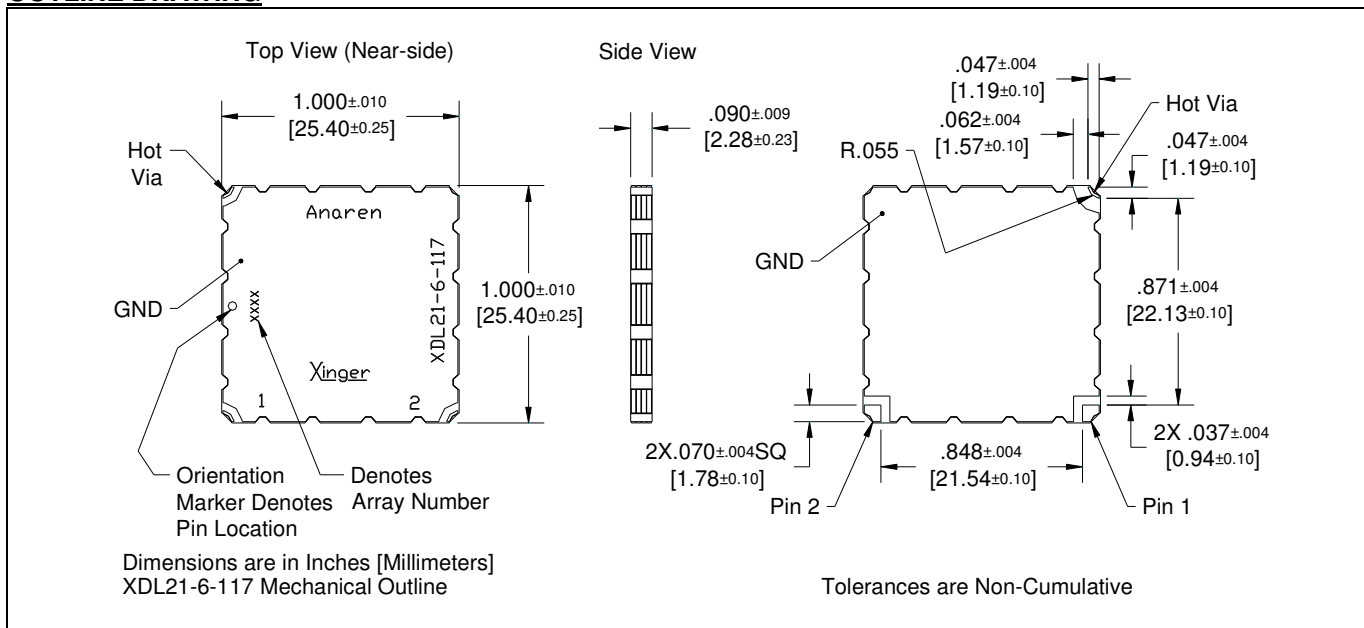 Top View (Near-side)
Side View
1.000±.010
[25.40±0.25]
.090±.009
[2.28±0.23]
.047±.004
[1.19±0.10]
Hot Via
.062±.004
[1.57±0.10]
.047±.004
[1.19±0.10]
R.055
Hot
Via
Anaren
XDL21-6-117
GND
1.000±.010
[25.40±0.25]
xxxx
Xinger
1
2
GND
.871±.004
[22.13±0.10]
2X.070±.004SQ
[1.78±0.10]
.848±.004
[21.54±0.10]
2X .037±.004
[0.94±0.10]
Pin 2
Pin 1
Orientation
Marker Denotes
Pin Location
Denotes
Array Number
Dimensions are in Inches [Millimeters]
XDL21-6-117 Mechanical Outline
Tolerances are Non-Cumulative